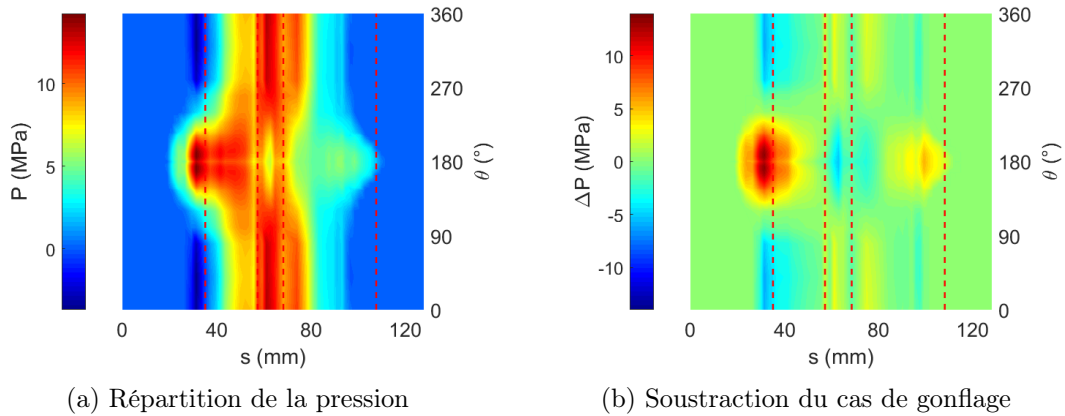 10
5
0
P (MPa)
0 40 80 120
s (mm)
360
270
180
90
0
θ (°)
(a) Répartition de la pression
10
5
0
-5
-10
ΔP (MPa)
0 40 80 120
s (mm)
360
270
180
90
0
θ (°)
(b) Soustraction du cas de gonflage